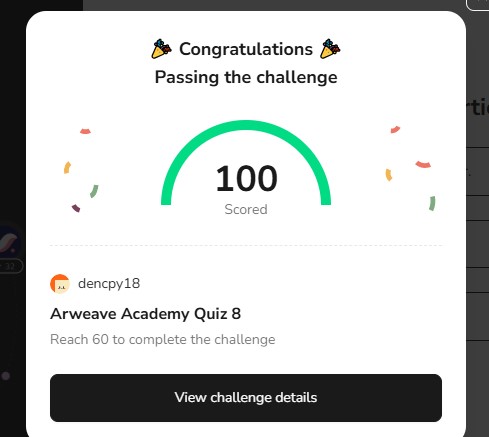 Congratulations
Passing the challenge
100
Scored
dencpy18
Arweave Academy Quiz 8
Reach 60 to complete the challenge
View challenge details
32